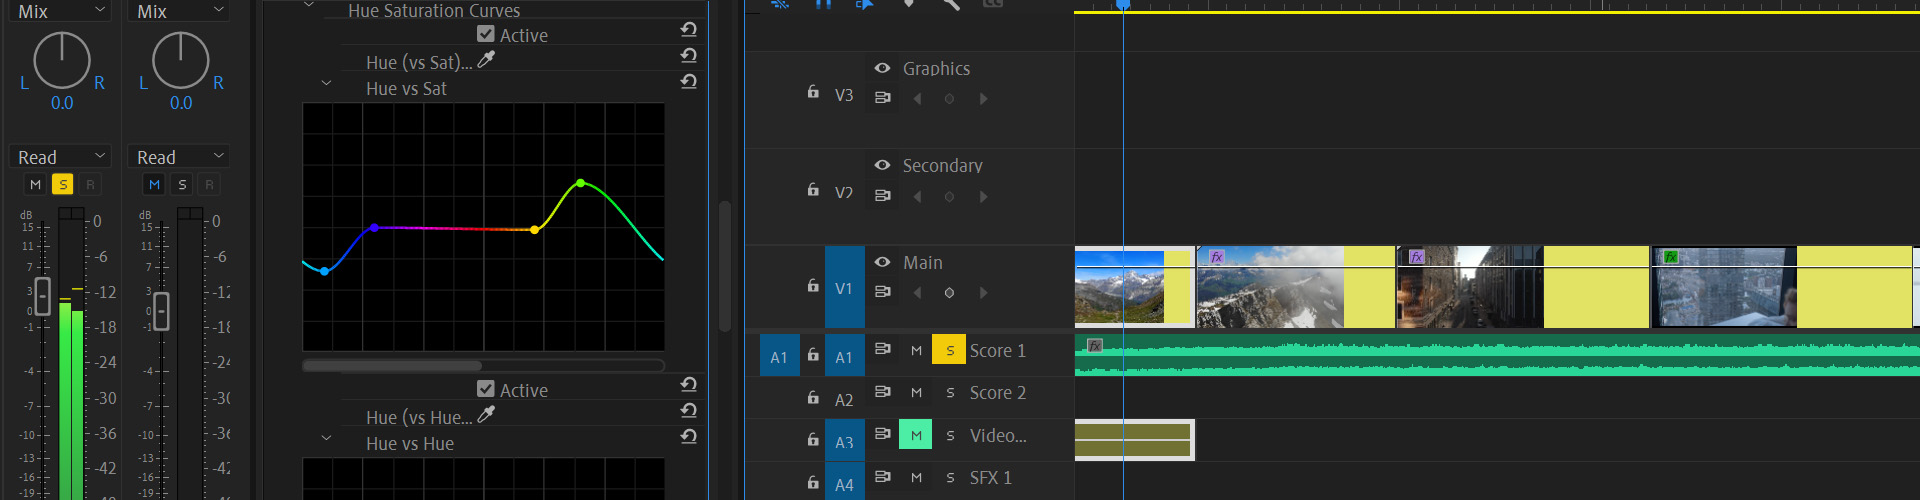 Mix
L R
0.0
Read
M S R
dB
15
11
7
3
0
-1
-4
-7
-10
-13
-16
-19
0
-6
-12
-18
-24
-30
-36
-42
Mix
L R
0.0
Read
M S R
dB
15
11
7
3
0
-1
-4
-7
-10
-13
-16
-19
0
-6
-12
-18
-24
-30
-36
-42
Hue Saturation Curves
Active
Hue (vs Sat)...
Hue vs Sat
Active
Hue (vs Hue...
Hue vs Hue
V3 Graphics
V2 Secondary
V1 Main
fx fx fx
A1 A1 M S Score 1 fx
A2 M S Score 2
A3 M S Video...
A4 M S SFX 1